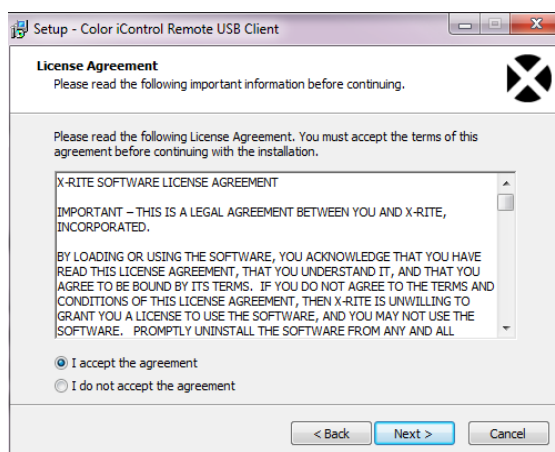 Setup - Color iControl Remote USB Client
License Agreement
Please read the following important information before continuing.
Please read the following License Agreement. You must accept the terms of this
agreement before continuing with the installation.
X-RITE SOFTWARE LICENSE AGREEMENT
IMPORTANT – THIS IS A LEGAL AGREEMENT BETWEEN YOU AND X-RITE,
INCORPORATED.
BY LOADING OR USING THE SOFTWARE, YOU ACKNOWLEDGE THAT YOU HAVE
READ THIS LICENSE AGREEMENT, THAT YOU UNDERSTAND IT, AND THAT YOU
AGREE TO BE BOUND BY ITS TERMS.  IF YOU DO NOT AGREE TO THE TERMS AND
CONDITIONS OF THIS LICENSE AGREEMENT, THEN X-RITE IS UNWILLING TO
GRANT YOU A LICENSE TO USE THE SOFTWARE, AND YOU MAY NOT USE THE
SOFTWARE.   PROMPTLY UNINSTALL THE SOFTWARE FROM ANY AND ALL
I accept the agreement
I do not accept the agreement
< Back
Next >
Cancel